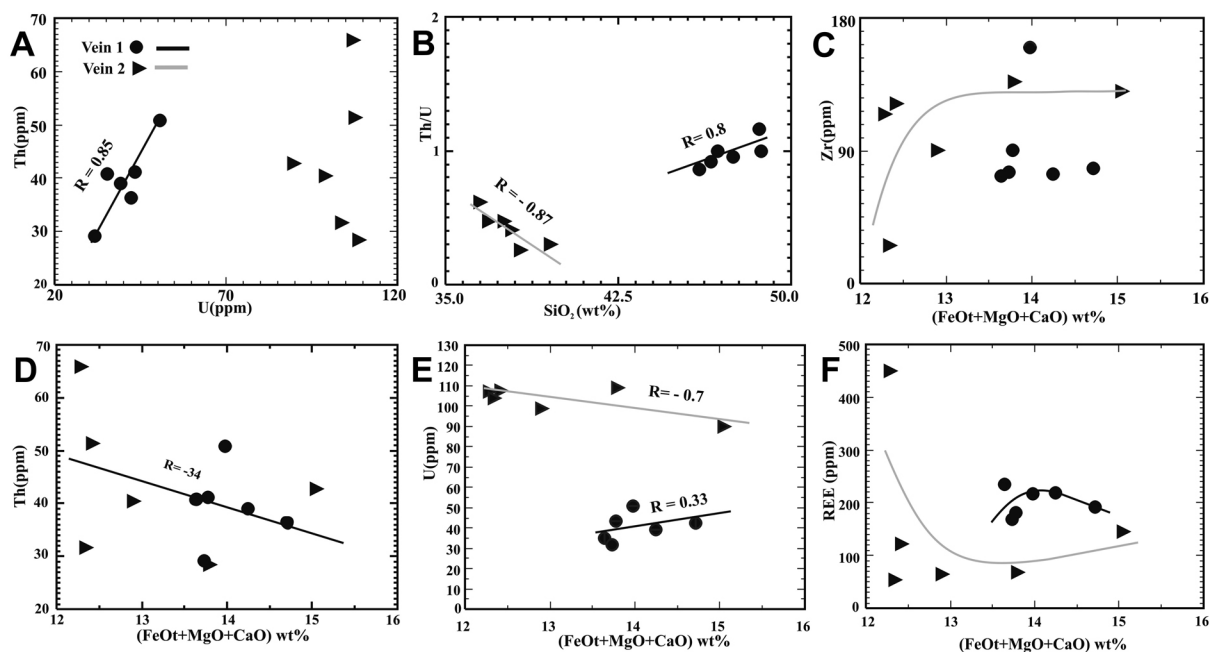 A
Vein 1
Vein 2
R = 0.85
Th(ppm)
70
60
50
40
30
20
20
70
120
U(ppm)
B
R= 0.8
R= - 0.87
Th/U
2
1
0
35.0
42.5
50.0
SiO2 (wt%)
C
Zr(ppm)
180
90
0
12
13
14
15
16
(FeOt+MgO+CaO) wt%
D
R= -34
Th(ppm)
70
60
50
40
30
20
12
13
14
15
16
(FeOt+MgO+CaO) wt%
E
R= - 0.7
R = 0.33
U(ppm)
130
120
110
100
90
80
70
60
50
40
30
20
10
0
12
13
14
15
16
(FeOt+MgO+CaO) wt%
F
REE (ppm)
500
400
300
200
100
0
12
13
14
15
16
(FeOt+MgO+CaO) wt%